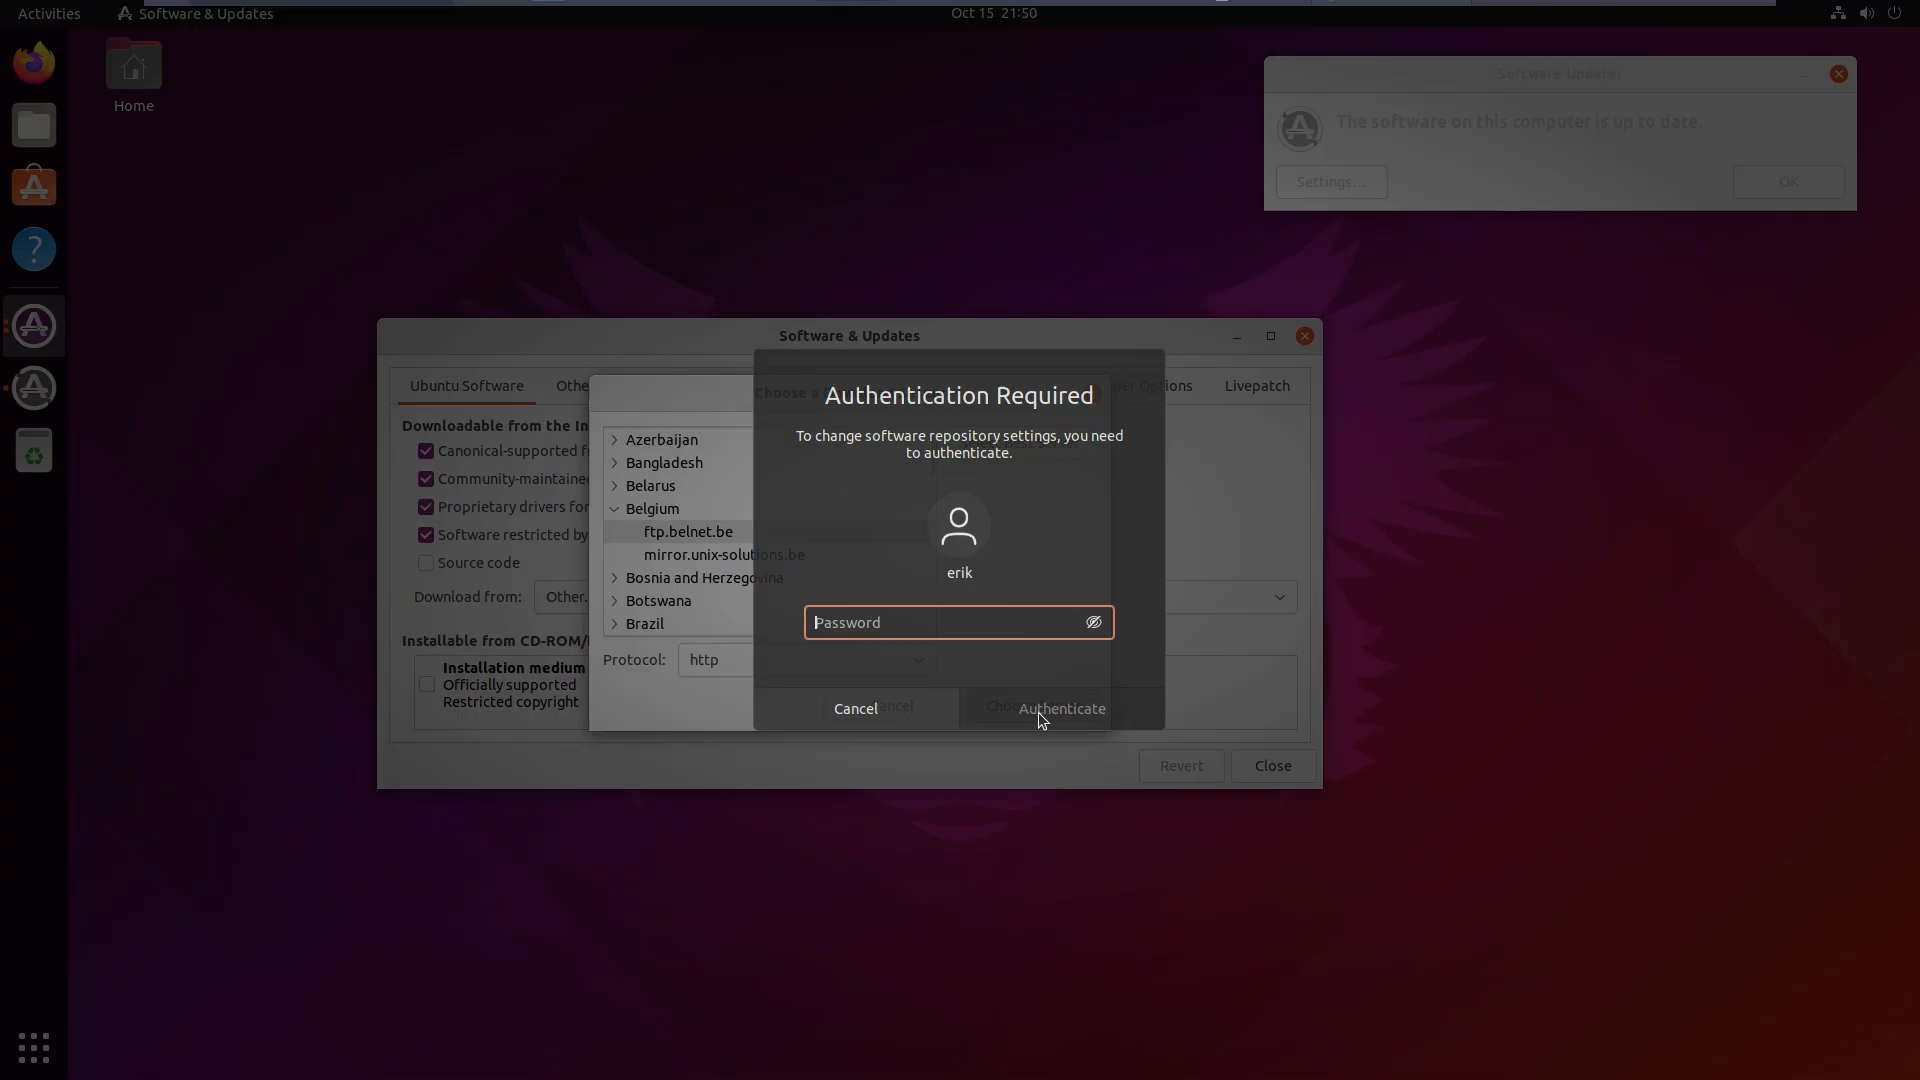 Activities
Software & Updates
Oct 15 21:50
Home
Software Updater
The software on this computer is up to date.
Settings...
OK
Software & Updates
Ubuntu Software
Othe
per Options
Livepatch
Choose a
Downloadable from the In
Canonical-supported f
Community-maintaine
Proprietary drivers for
Software restricted by
Source code
Download from:
Other.
Installable from CD-ROM/
Installation medium
Officially supported
Restricted copyright
Azerbaijan
Bangladesh
Belarus
Belgium
ftp.belnet.be
mirror.unix-solutions.be
Bosnia and Herzegovina
Botswana
Brazil
Protocol:
http
Authentication Required
To change software repository settings, you need
to authenticate.
erik
Password
Cancel
Authenticate
Revert
Close